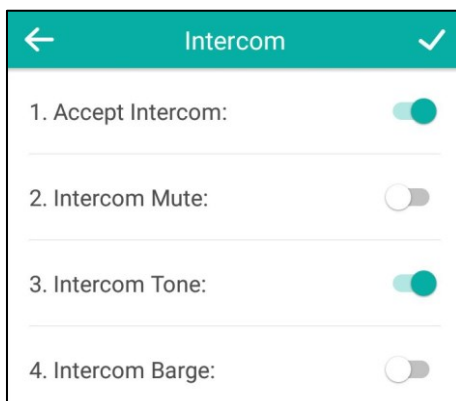 Intercom
1. Accept Intercom:
2. Intercom Mute:
3. Intercom Tone:
4. Intercom Barge: